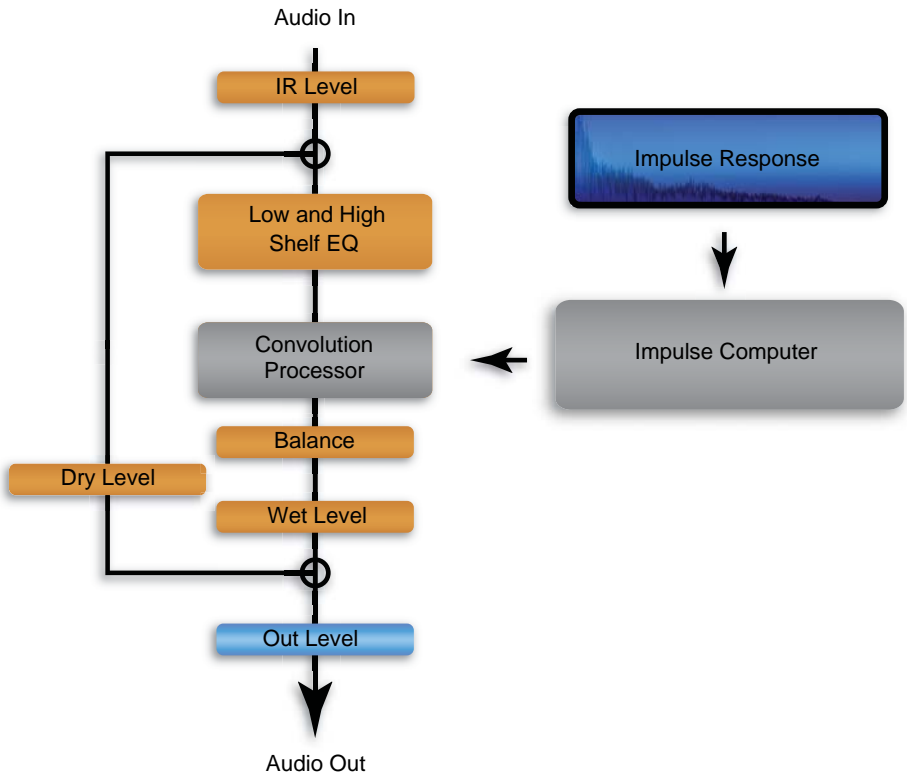 Audio In
IR Level
Impulse Response
Low and High
Shelf EQ
Convolution
Processor
Impulse Computer
Balance
Dry Level
Wet Level
Out Level
Audio Out